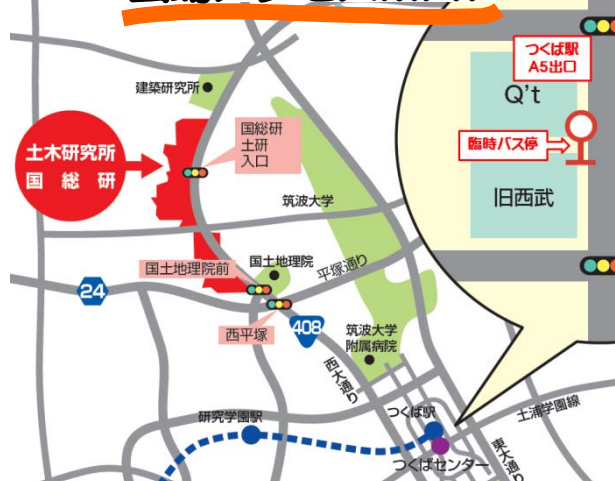 つくば駅
A5出口
Q't
臨時バス停
旧西武
建築研究所
国総研
土研
入口
土木研究所
国総研
筑波大学
国土地理院前
国土地理院
平塚通り
24
西平塚
408
筑波大学
附属病院
西大通り
研究学園駅
つくば駅
土浦学園線
つくばセンター
東大通り